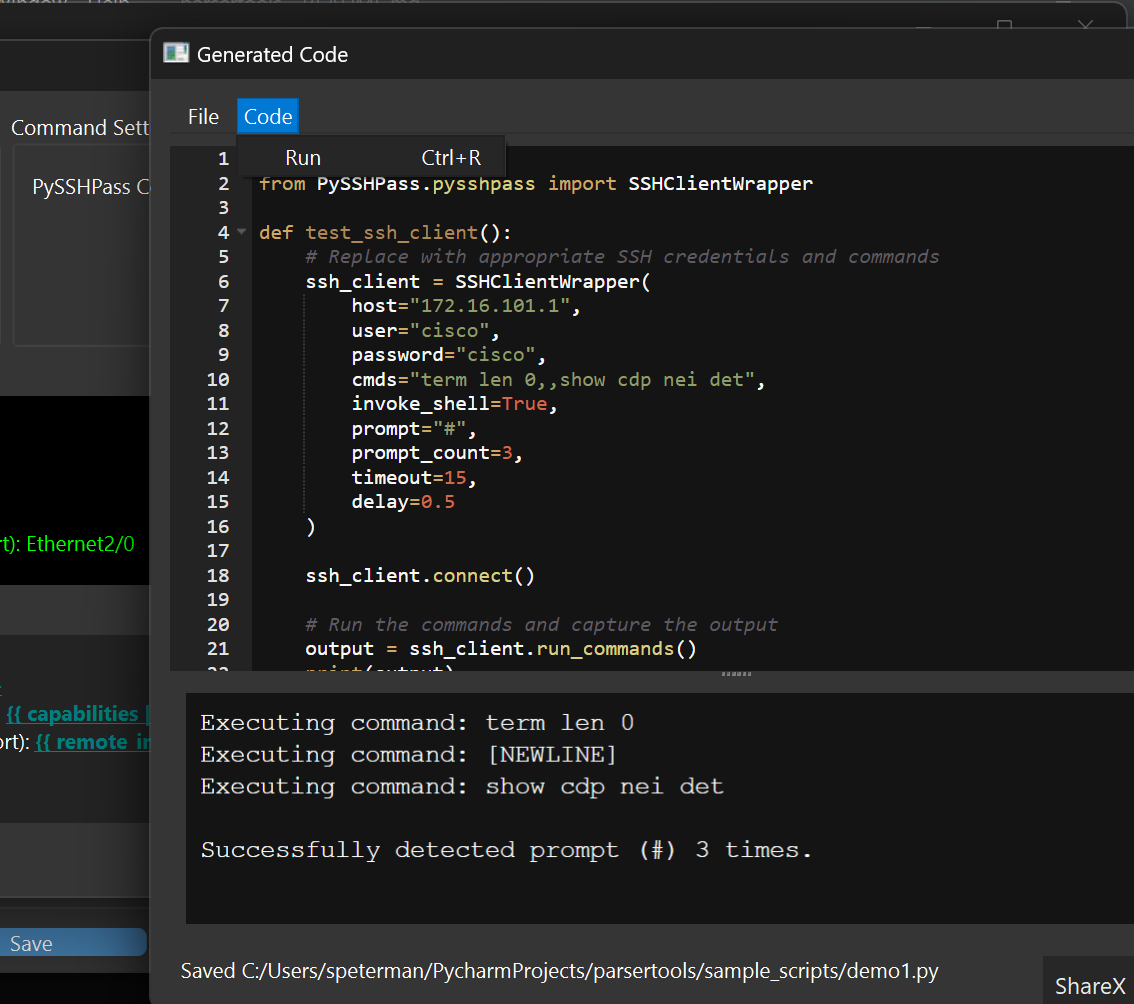 Generated Code
File Code
Command Sett
Run Ctrl+R
PySSHPass C
1
2 from PySSHPass.pysshpass import SSHClientWrapper
3
4 def test_ssh_client():
5 # Replace with appropriate SSH credentials and commands
6 ssh_client = SSHClientWrapper(
7 host="172.16.101.1",
8 user="cisco",
9 password="cisco",
10 cmds="term len 0,,show cdp nei det",
11 invoke_shell=True,
12 prompt="#",
13 prompt_count=3,
14 timeout=15,
15 delay=0.5
16 )
17
18 ssh_client.connect()
19
20 # Run the commands and capture the output
21 output = ssh_client.run_commands()
22 print(output)
rt): Ethernet2/0
{{ capabilities
ort): {{ remote_in
Executing command: term len 0
Executing command: [NEWLINE]
Executing command: show cdp nei det
Successfully detected prompt (#) 3 times.
Save
Saved C:/Users/speterman/PycharmProjects/parsertools/sample_scripts/demo1.py
ShareX